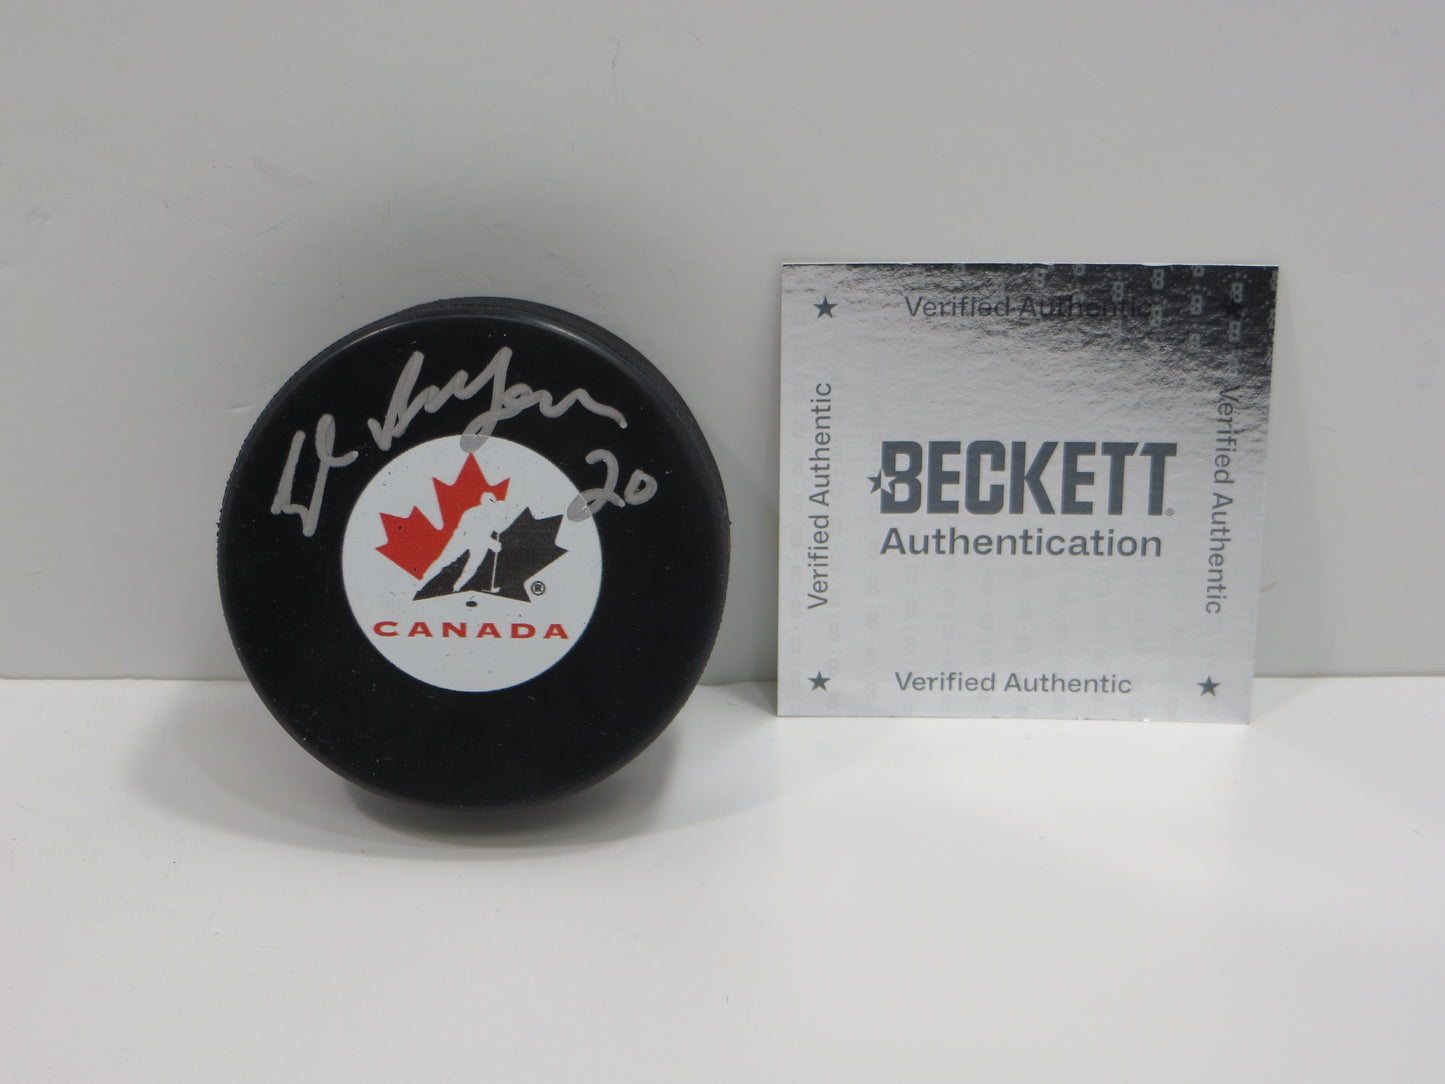 20
®
CANADA
Verified Authentic
Verified Authentic
BECKETT®
Authentication
Verified Authentic
Verified Authentic